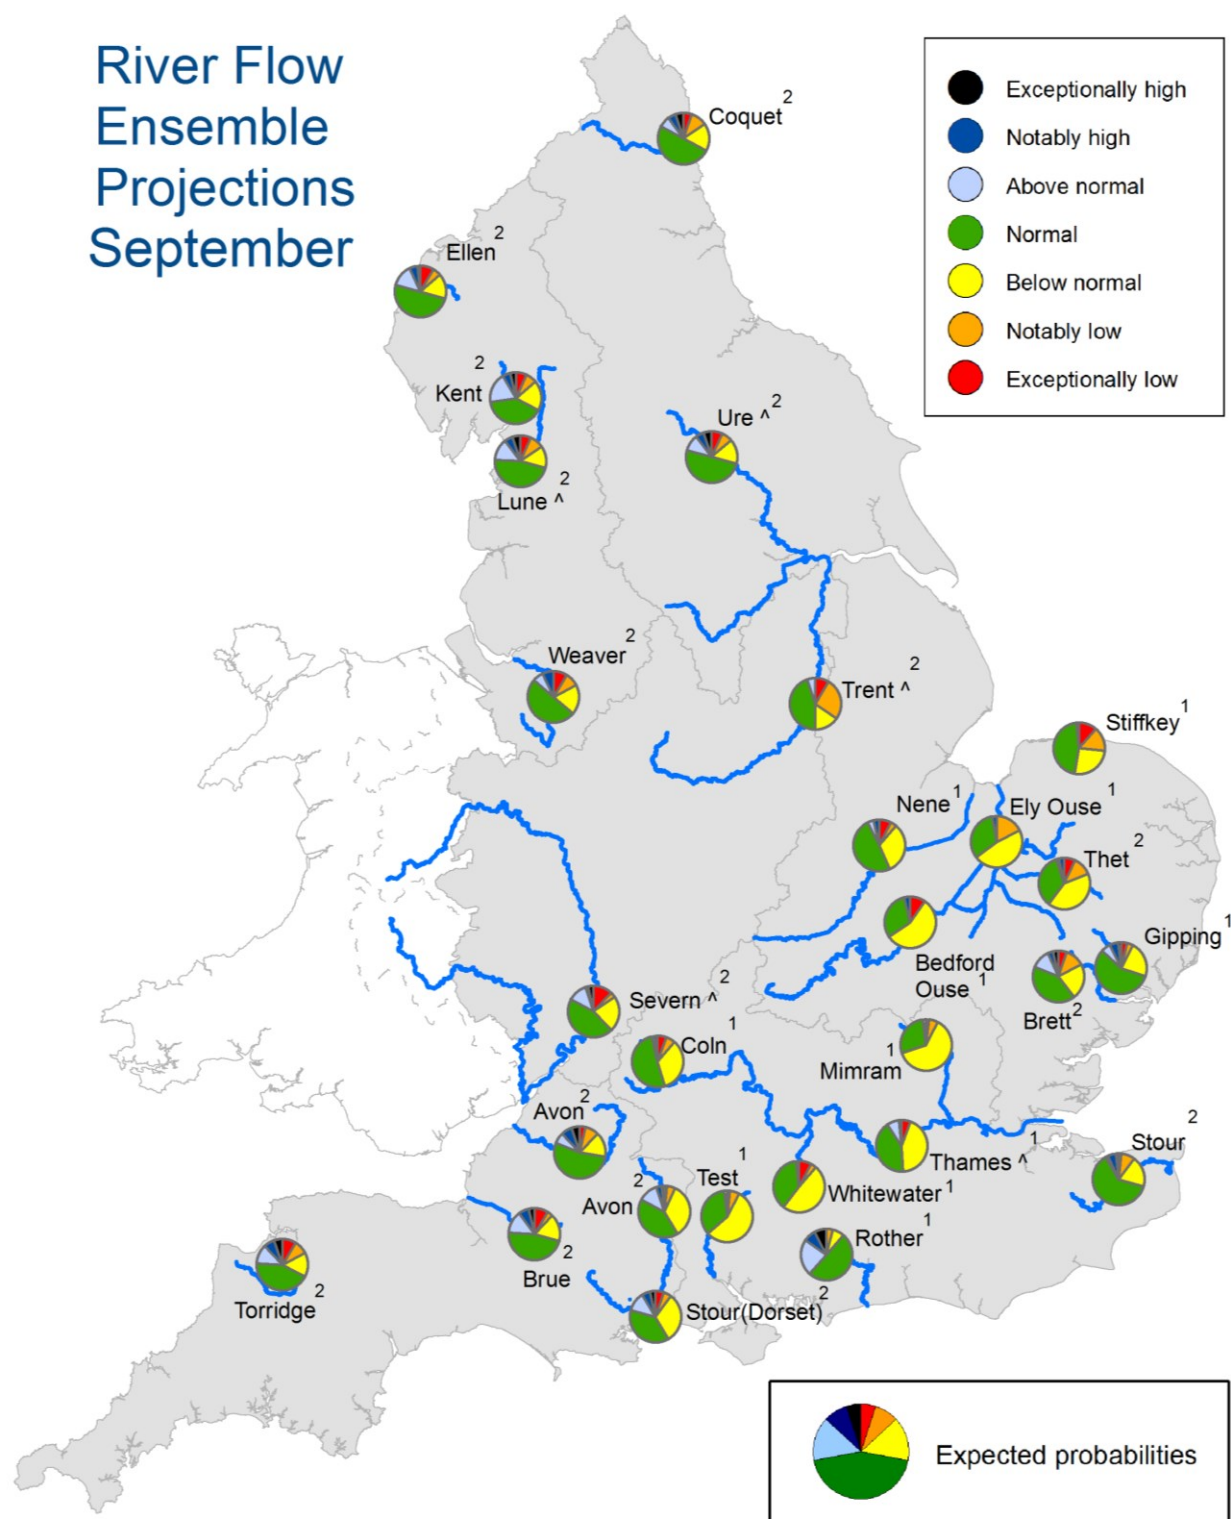 River Flow
Ensemble
Projections
September
Exceptionally high
Notably high
Above normal
Normal
Below normal
Notably low
Exceptionally low
Coquet 2
Ellen 2
Kent 2
Lune ^ 2
Ure ^ 2
Weaver 2
Trent ^ 2
Stiffkey 1
Nene 1
Ely Ouse 1
Thet 2
Gipping 1
Bedford
Ouse 1
Brett 2
Severn ^ 2
Coln 1
Mimram 1
Avon 2
Thames ^ 1
Stour 2
Avon 2
Test 1
Whitewater 1
Rother 1
Brue 2
Torridge 2
Stour(Dorset) 2
Expected probabilities